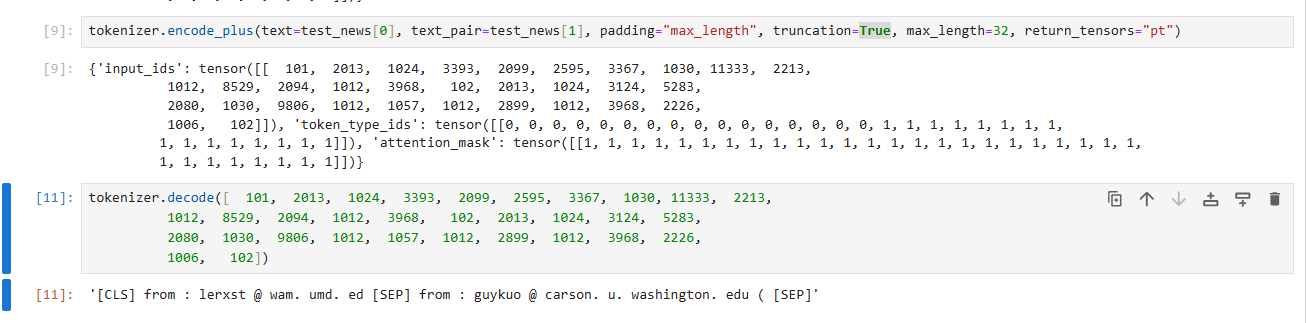 [9]: tokenizer.encode_plus(text=test_news[0], text_pair=test_news[1], padding="max_length", truncation=True, max_length=32, return_tensors="pt")
[9]: {'input_ids': tensor([[  101,  2013,  1024,  3393,  2099,  2595,  3367,  1030, 11333,  2213,
1012,  8529,  2094,  1012,  3968,   102,  2013,  1024,  3124,  5283,
2080,  1030,  9806,  1012,  1057,  1012,  2899,  1012,  3968,  2226,
1006,   102]]), 'token_type_ids': tensor([[0, 0, 0, 0, 0, 0, 0, 0, 0, 0, 0, 0, 0, 0, 0, 0, 1, 1, 1, 1, 1, 1, 1, 1,
1, 1, 1, 1, 1, 1, 1, 1]]), 'attention_mask': tensor([[1, 1, 1, 1, 1, 1, 1, 1, 1, 1, 1, 1, 1, 1, 1, 1, 1, 1, 1, 1, 1, 1, 1, 1,
1, 1, 1, 1, 1, 1, 1, 1]])}
[11]: tokenizer.decode([  101,  2013,  1024,  3393,  2099,  2595,  3367,  1030, 11333,  2213,
1012,  8529,  2094,  1012,  3968,   102,  2013,  1024,  3124,  5283,
2080,  1030,  9806,  1012,  1057,  1012,  2899,  1012,  3968,  2226,
1006,   102])
[11]: '[CLS] from : lerxst @ wam. umd. ed [SEP] from : guykuo @ carson. u. washington. edu ( [SEP]'